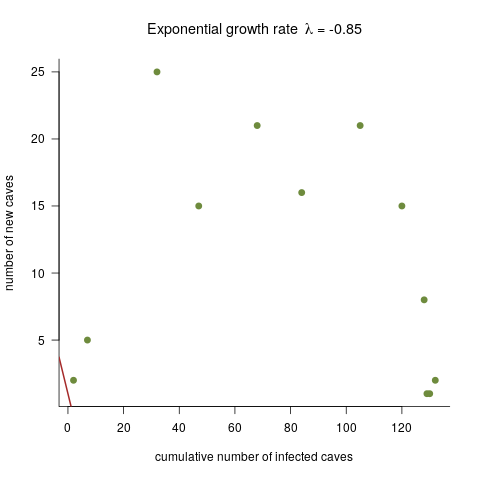 Exponential growth rate λ = -0.85
25
20
15
10
5
number of new caves
0 20 40 60 80 100 120
cumulative number of infected caves